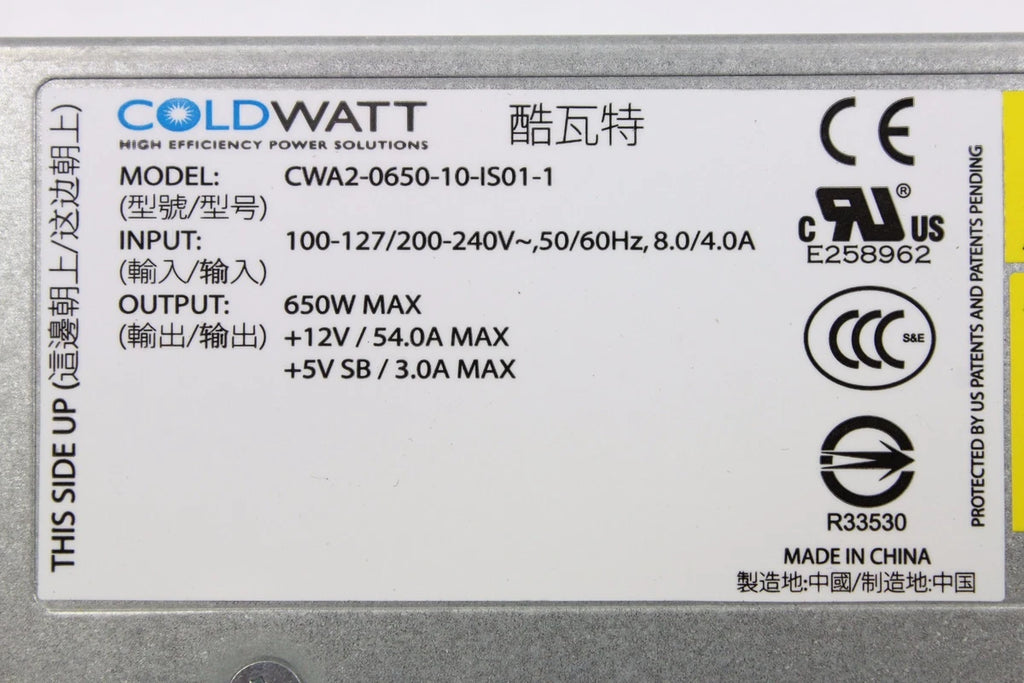 COLDWATT 酷瓦特
HIGH EFFICIENCY POWER SOLUTIONS
MODEL: CWA2-0650-10-IS01-1
(型號/型号)
INPUT: 100-127/200-240V~,50/60Hz, 8.0/4.0A
(輸入/输入)
OUTPUT: 650W MAX
(輸出/输出) +12V / 54.0A MAX
+5V SB / 3.0A MAX
THIS SIDE UP (這邊朝上/这边朝上)
CE
c RU® US
E258962
CCC S&E
R33530
MADE IN CHINA
製造地:中國/制造地:中国
PROTECTED BY US PATENTS AND PATENTS PENDING